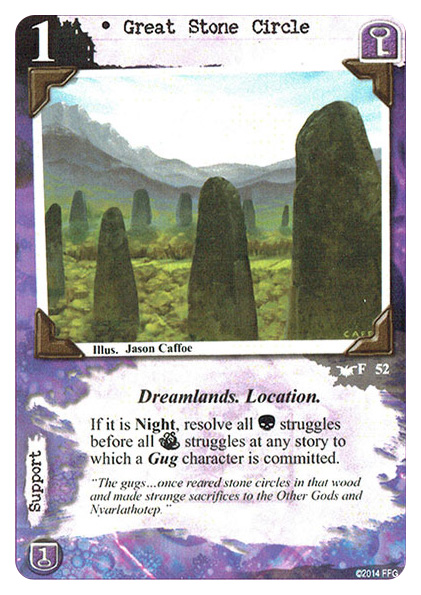 1
• Great Stone Circle
CAFF
Illus. Jason Caffoe
F 52
Dreamlands. Location.
If it is Night, resolve all struggles
before all struggles at any story to
which a Gug character is committed.
"The gugs...once reared stone circles in that wood
and made strange sacrifices to the Other Gods and
Nyarlathotep."
Support
1
©2014 FFG